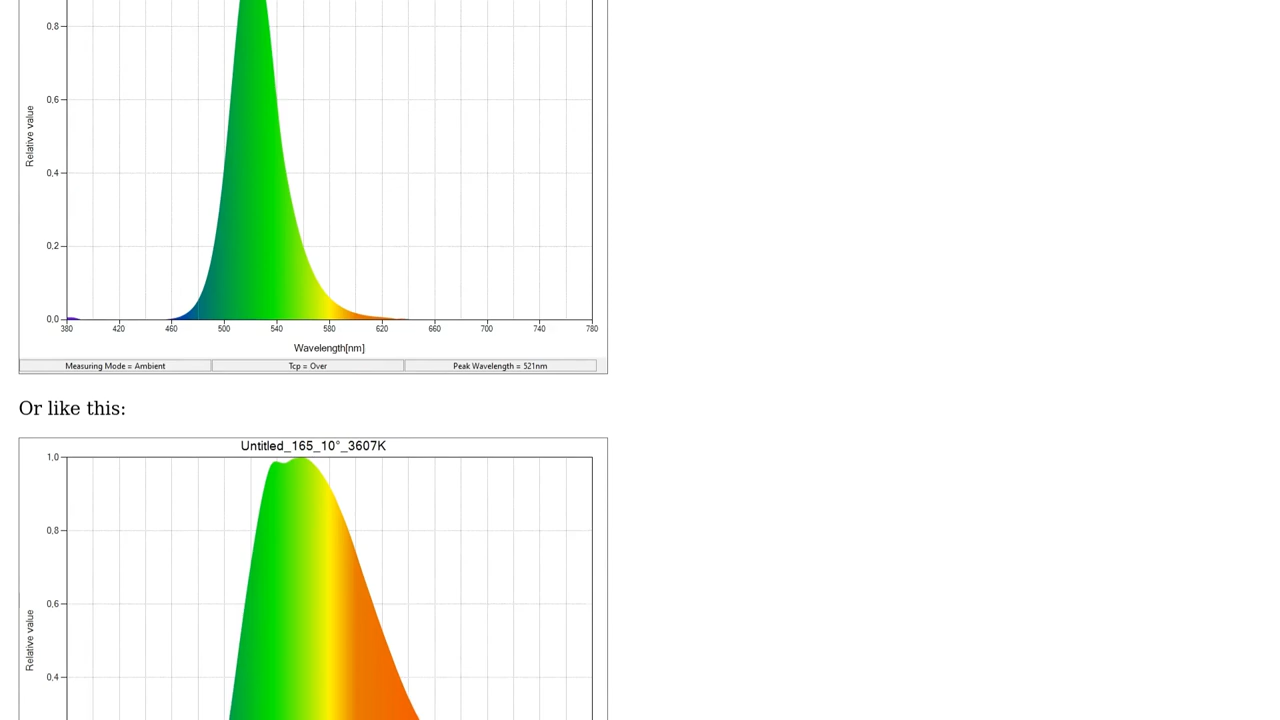 0.8
0,6
Relative value
0,4
0,2
0,0
380 420 460 500 540 580 620 660 700 740 780
Wavelength[nm]
Measuring Mode = Ambient Tcp = Over Peak Wavelength = 521nm
Or like this:
Untitled_165_10°_3607K
1,0
0,8
0,6
Relative value
0,4